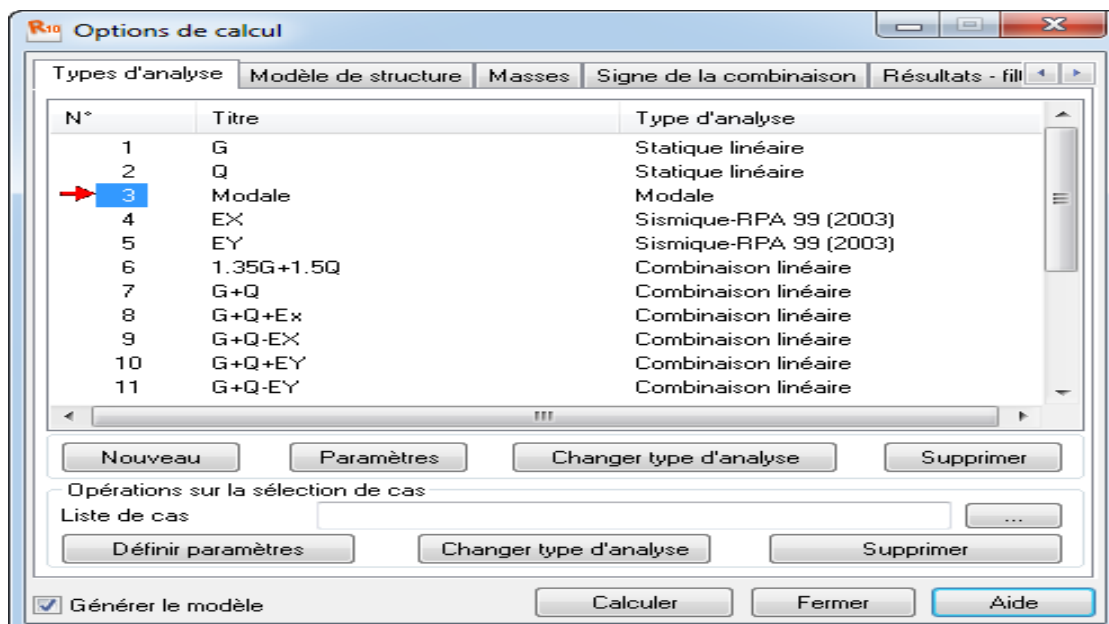 R10 Options de calcul
Types d'analyse Modèle de structure Masses Signe de la combinaison Résultats - filt
N° Titre Type d'analyse
1 G Statique linéaire
2 Q Statique linéaire
3 Modale Modale
4 EX Sismique-RPA 99 (2003)
5 EY Sismique-RPA 99 (2003)
6 1.35G+1.5Q Combinaison linéaire
7 G+Q Combinaison linéaire
8 G+Q+Ex Combinaison linéaire
9 G+Q-EX Combinaison linéaire
10 G+Q+EY Combinaison linéaire
11 G+Q-EY Combinaison linéaire
Nouveau Paramètres Changer type d'analyse Supprimer
Opérations sur la sélection de cas
Liste de cas ...
Définir paramètres Changer type d'analyse Supprimer
Générer le modèle Calculer Fermer Aide